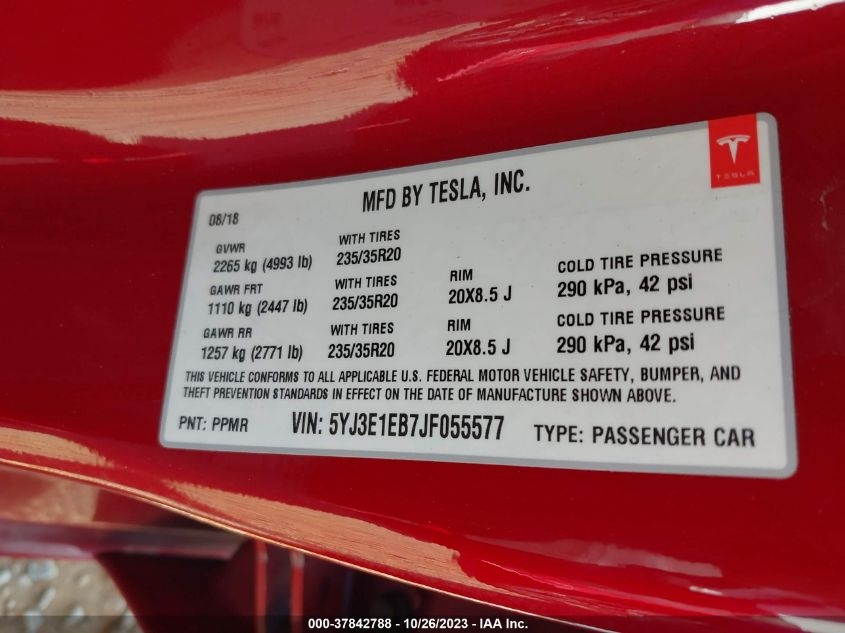 TESLA
MFD BY TESLA, INC.
08/18
GVWR
2265 kg (4993 lb)
WITH TIRES
235/35R20
GAWR FRT
1110 kg (2447 lb)
WITH TIRES
235/35R20
RIM
20X8.5 J
COLD TIRE PRESSURE
290 kPa, 42 psi
GAWR RR
1257 kg (2771 lb)
WITH TIRES
235/35R20
RIM
20X8.5 J
COLD TIRE PRESSURE
290 kPa, 42 psi
THIS VEHICLE CONFORMS TO ALL APPLICABLE U.S. FEDERAL MOTOR VEHICLE SAFETY, BUMPER, AND
THEFT PREVENTION STANDARDS IN EFFECT ON THE DATE OF MANUFACTURE SHOWN ABOVE.
PNT: PPMR VIN: 5YJ3E1EB7JF055577 TYPE: PASSENGER CAR
000-37842788 - 10/26/2023 - IAA Inc.